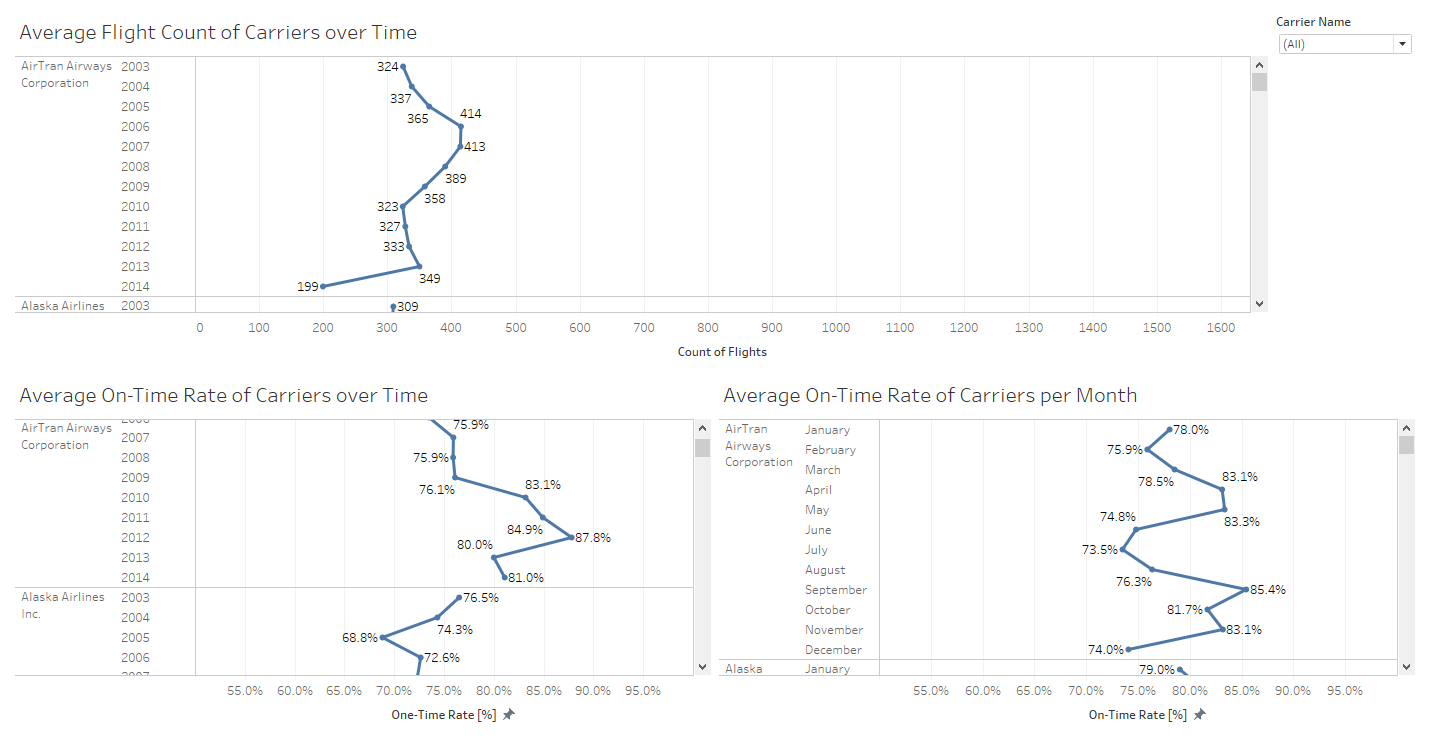 Average Flight Count of Carriers over Time
Carrier Name
(All)
AirTran Airways
Corporation
2003
324
2004
337
2005
365
2006
414
2007
413
2008
389
2009
358
2010
323
2011
327
2012
333
2013
349
2014
199
Alaska Airlines
2003
309
0 100 200 300 400 500 600 700 800 900 1000 1100 1200 1300 1400 1500 1600
Count of Flights
Average On-Time Rate of Carriers over Time
AirTran Airways
Corporation
2007
75.9%
2008
75.9%
2009
76.1%
2010
83.1%
2011
84.9%
2012
87.8%
2013
80.0%
2014
81.0%
Alaska Airlines
Inc.
2003
76.5%
2004
74.3%
2005
68.8%
2006
72.6%
55.0% 60.0% 65.0% 70.0% 75.0% 80.0% 85.0% 90.0% 95.0%
One-Time Rate [%]
Average On-Time Rate of Carriers per Month
AirTran
Airways
Corporation
January
78.0%
February
75.9%
March
78.5%
April
83.1%
May
83.3%
June
74.8%
July
73.5%
August
76.3%
September
85.4%
October
81.7%
November
83.1%
December
74.0%
Alaska
January
79.0%
55.0% 60.0% 65.0% 70.0% 75.0% 80.0% 85.0% 90.0% 95.0%
On-Time Rate [%]